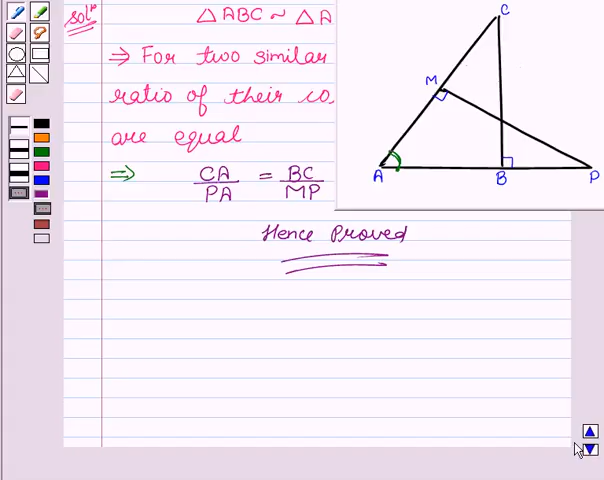 Solⁿ
△ABC ~ △A
⇒ For two similar
ratio of their co
are equal
⇒ CA/PA = BC/MP
Hence Proved
C
M
A
B
P